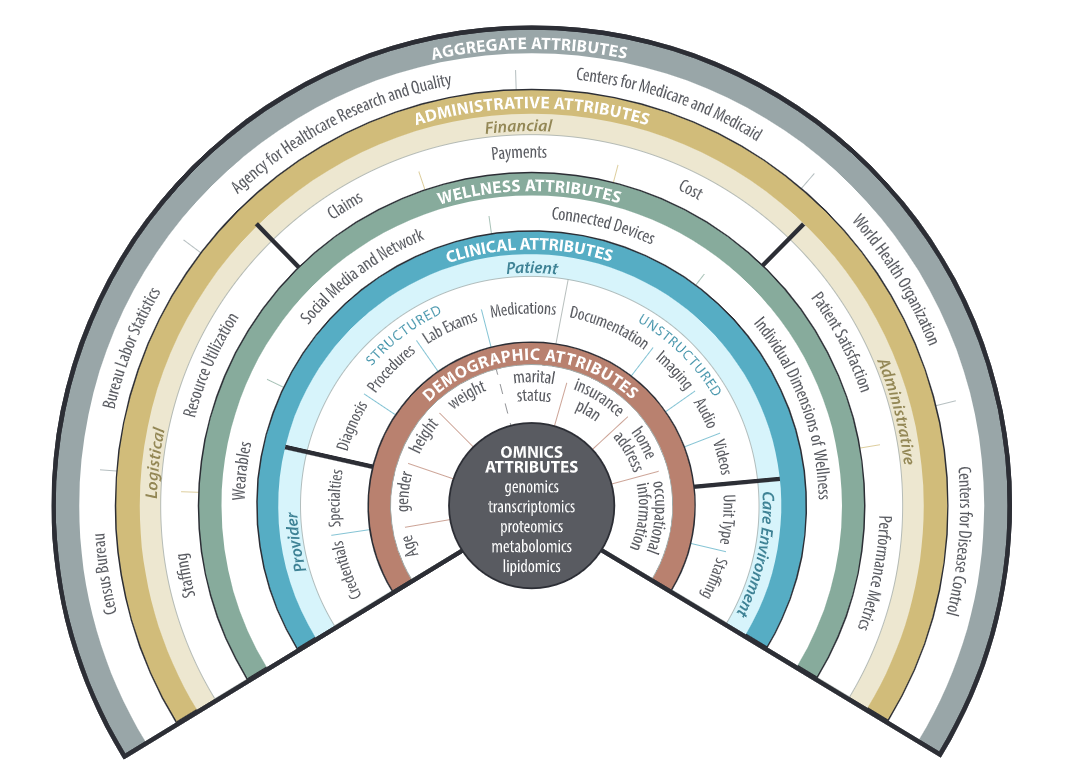 AGGREGATE ATTRIBUTES
Census Bureau
Bureau Labor Statistics
Agency for Healthcare Research and Quality
Centers for Medicare and Medicaid
World Health Organization
Centers for Disease Control
ADMINISTRATIVE ATTRIBUTES
Logistical
Staffing
Resource Utilization
Financial
Claims
Payments
Cost
Administrative
Patient Satisfaction
Performance Metrics
WELLNESS ATTRIBUTES
Wearables
Social Media and Network
Connected Devices
Individual Dimensions of Wellness
CLINICAL ATTRIBUTES
Provider
Credentials
Specialties
Patient
STRUCTURED
Diagnosis
Procedures
Lab Exams
Medications
UNSTRUCTURED
Documentation
Imaging
Audio
Videos
Care Environment
Unit Type
Staffing
DEMOGRAPHIC ATTRIBUTES
Age
gender
height
weight
marital
status
insurance
plan
home
address
occupational
information
OMNICS
ATTRIBUTES
genomics
transcriptomics
proteomics
metabolomics
lipidomics